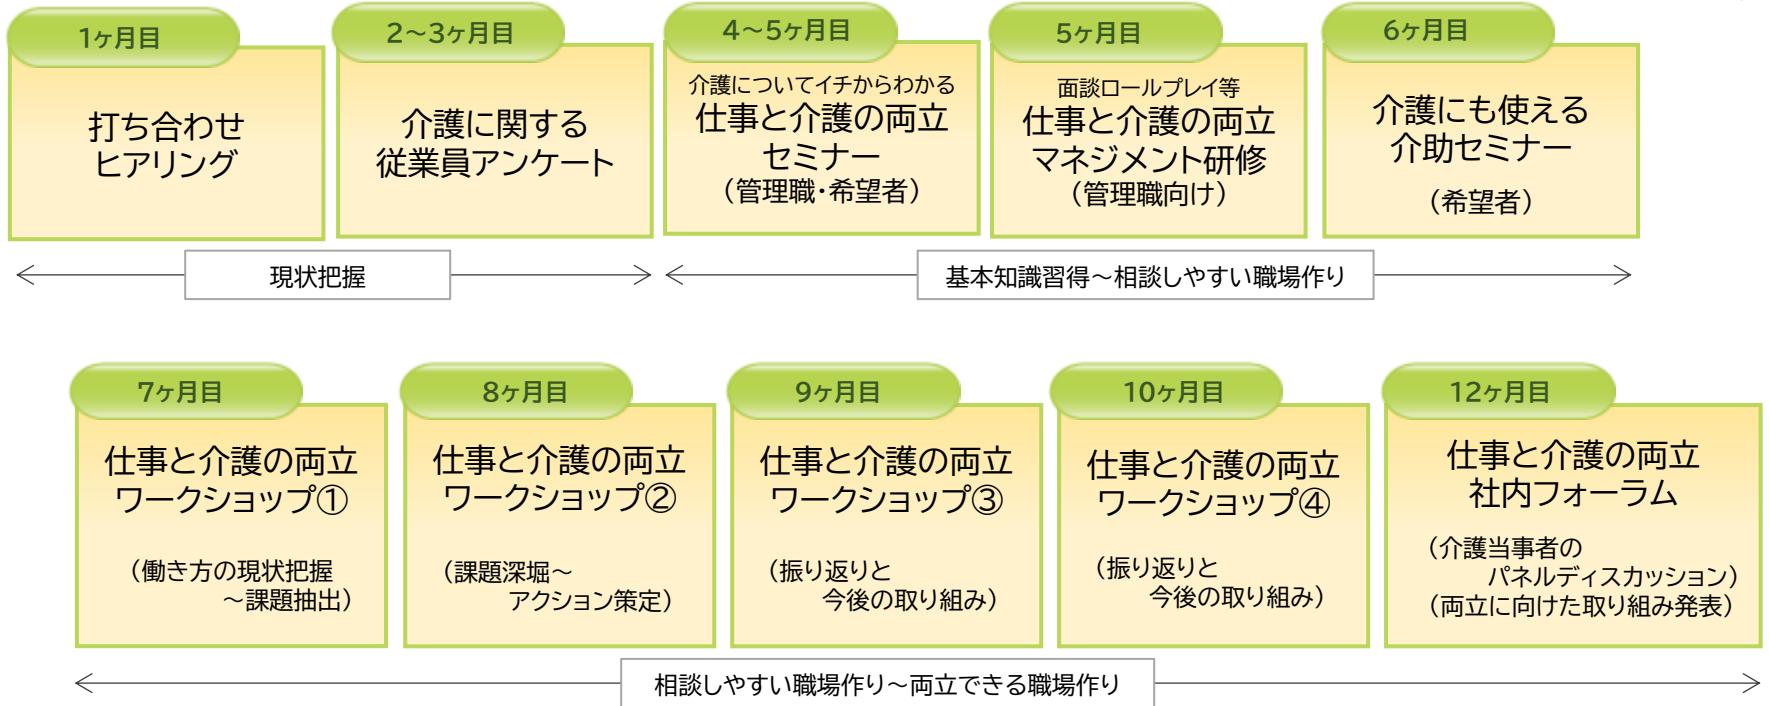 1ヶ月目
打ち合わせ
ヒアリング
2～3ヶ月目
介護に関する
従業員アンケート
4～5ヶ月目
介護についてイチからわかる
仕事と介護の両立
セミナー
（管理職・希望者）
5ヶ月目
面談ロールプレイ等
仕事と介護の両立
マネジメント研修
（管理職向け）
6ヶ月目
介護にも使える
介助セミナー
（希望者）
現状把握
基本知識習得～相談しやすい職場作り
7ヶ月目
仕事と介護の両立
ワークショップ①
（働き方の現状把握
～課題抽出）
8ヶ月目
仕事と介護の両立
ワークショップ②
（課題深堀～
アクション策定）
9ヶ月目
仕事と介護の両立
ワークショップ③
（振り返りと
今後の取り組み）
10ヶ月目
仕事と介護の両立
ワークショップ④
（振り返りと
今後の取り組み）
12ヶ月目
仕事と介護の両立
社内フォーラム
（介護当事者の
パネルディスカッション）
（両立に向けた取り組み発表）
相談しやすい職場作り～両立できる職場作り